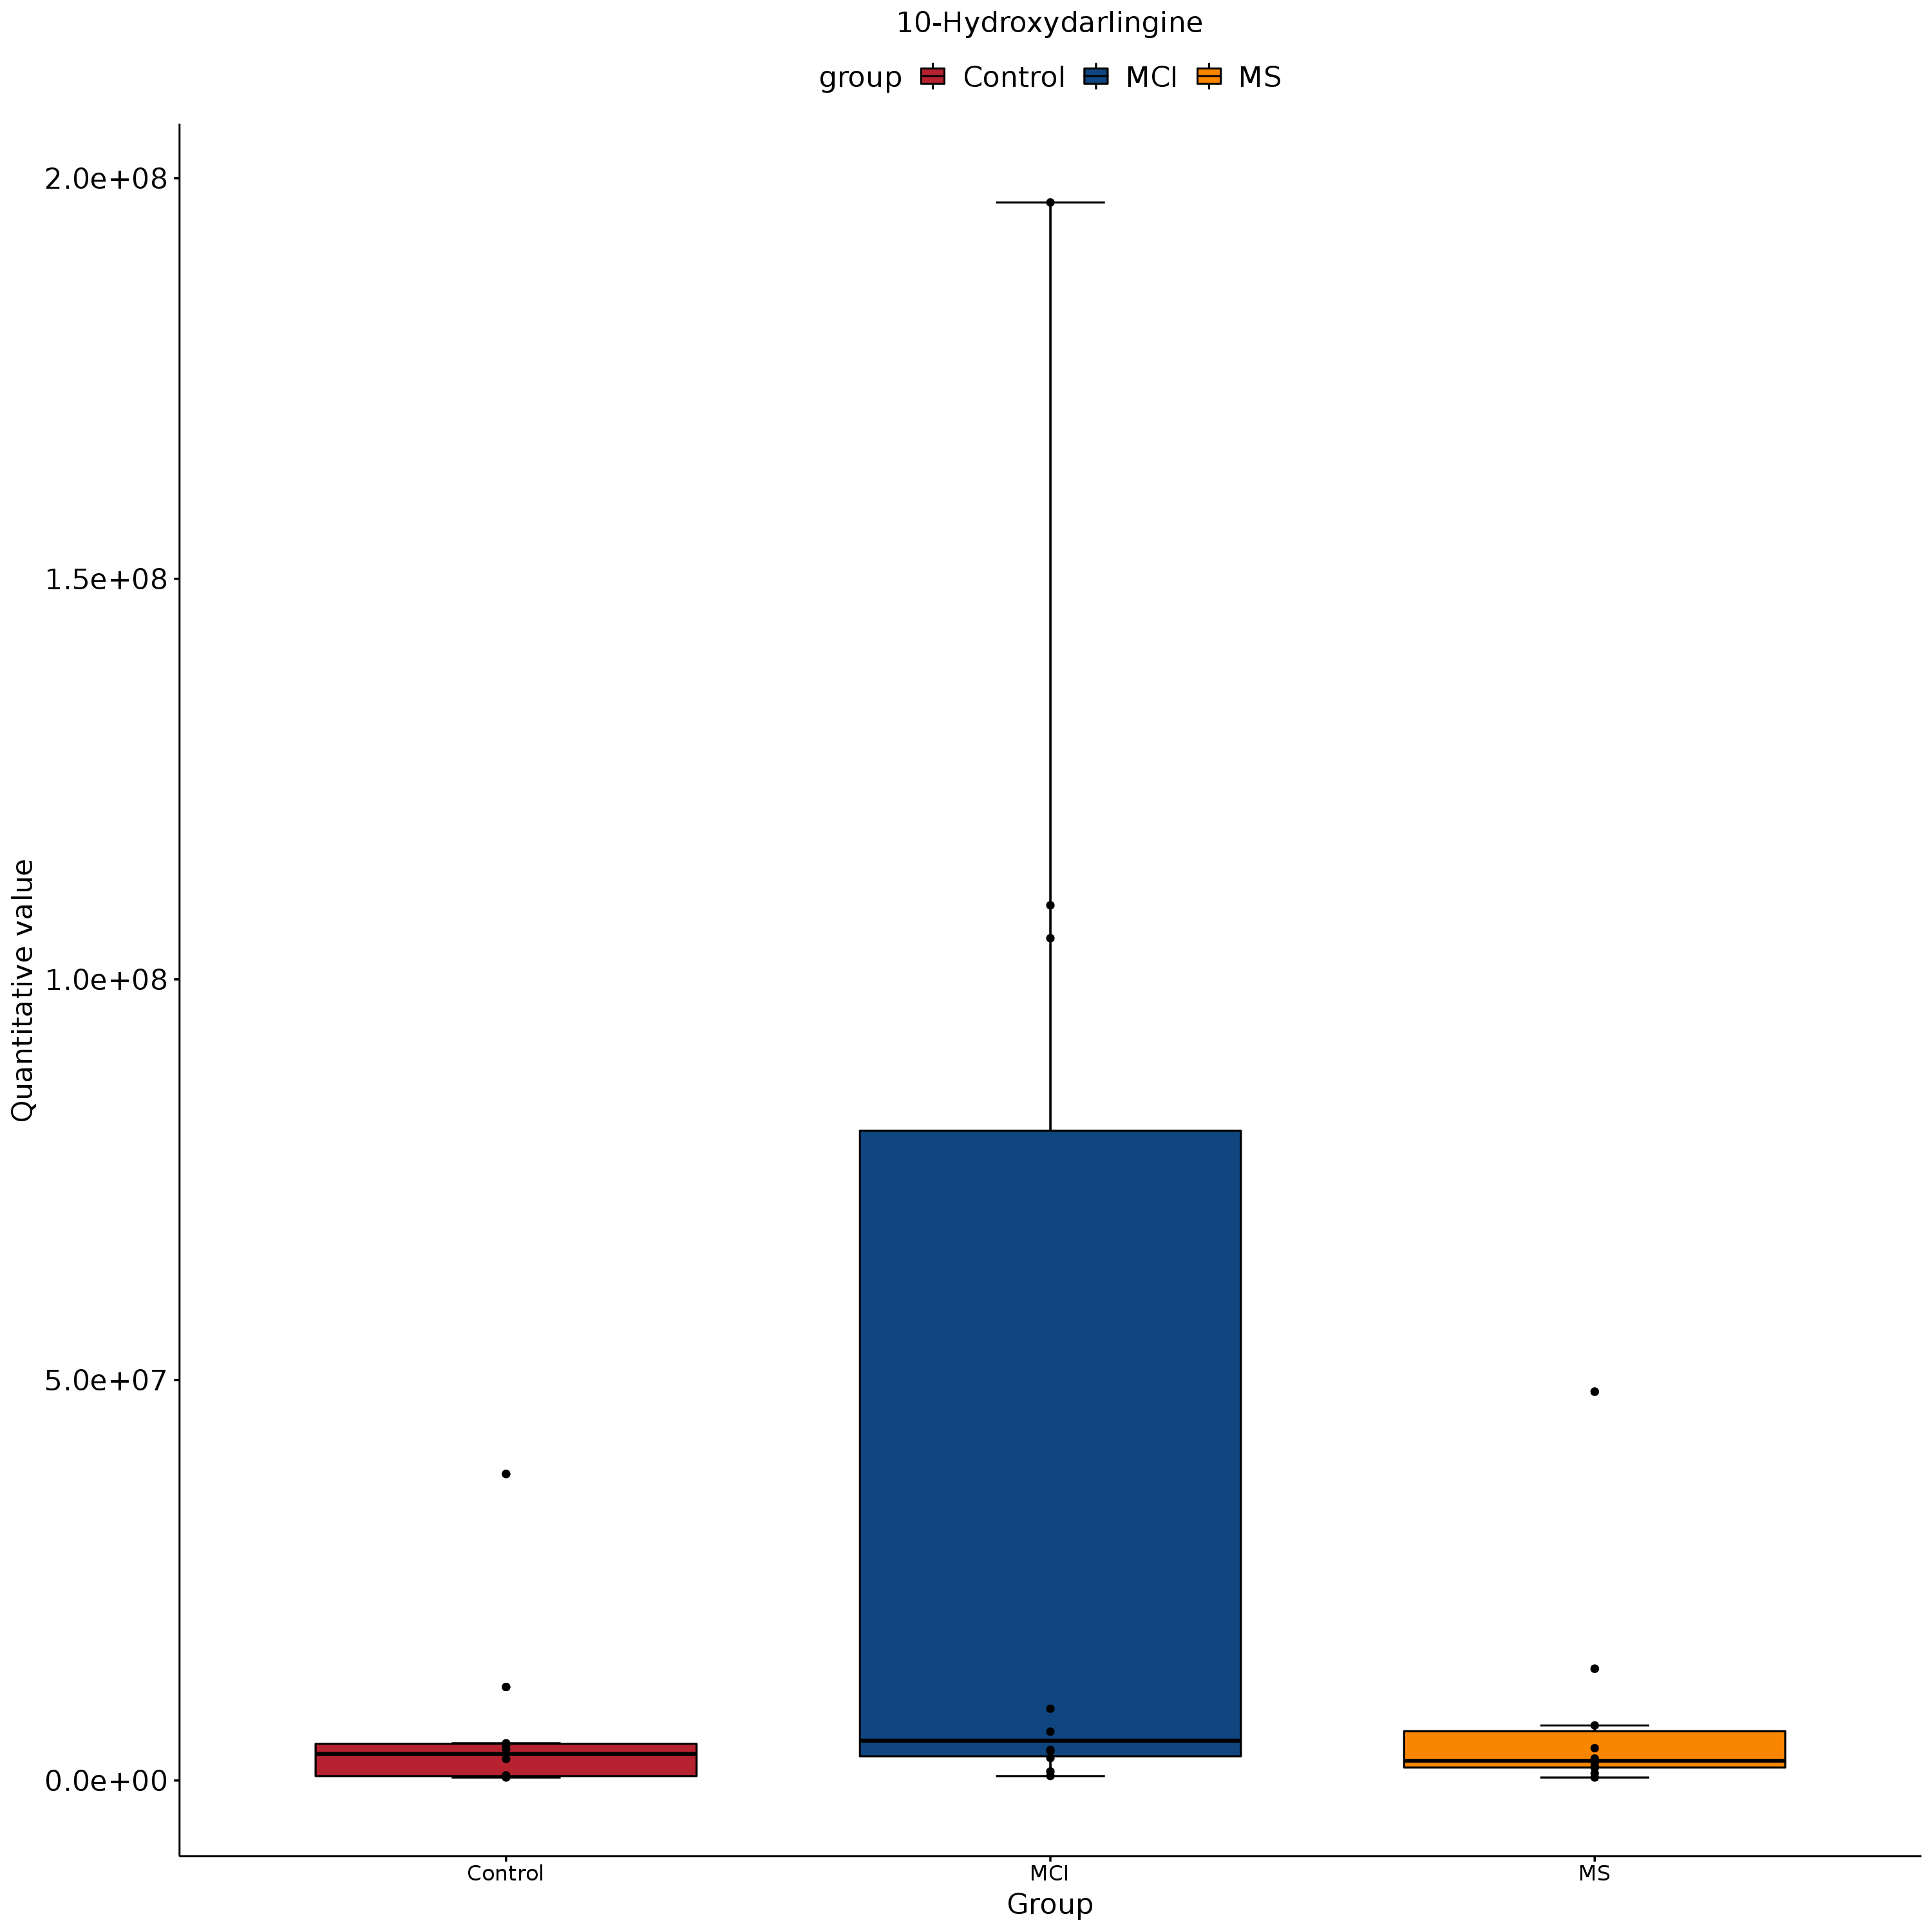 10-Hydroxydarlingine
group Control MCI MS
2.0e+08
1.5e+08
1.0e+08
5.0e+07
0.0e+00
Quantitative value
Control MCI MS
Group